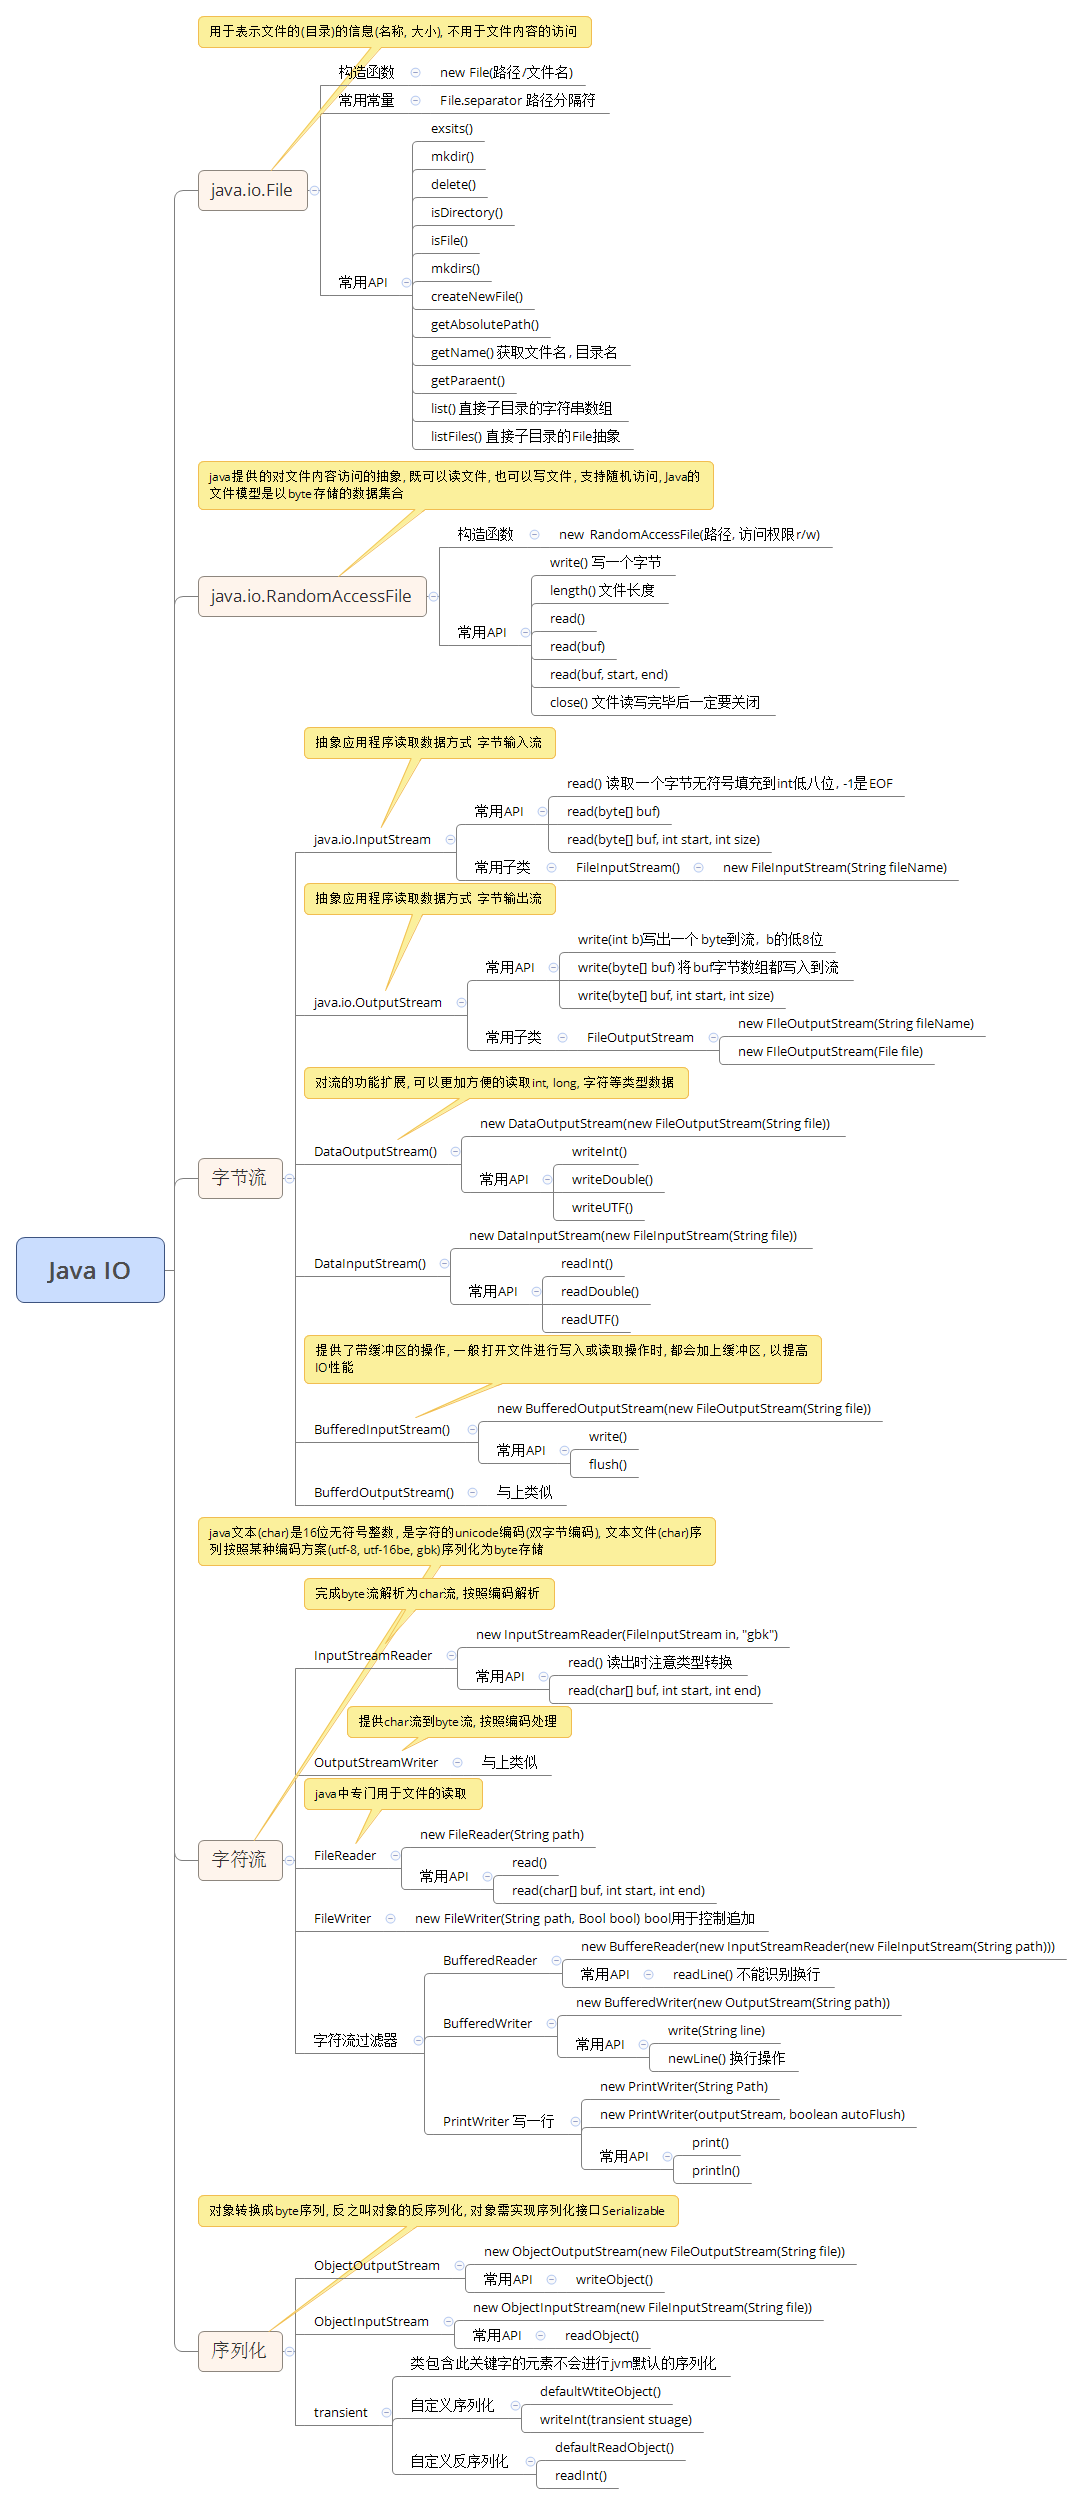 用于表示文件的(目录)的信息(名称, 大小), 不用于文件内容的访问
构造函数
new File(路径/文件名)
常用常量
File.separator 路径分隔符
java.io.File
常用API
exsits()
mkdir()
delete()
isDirectory()
isFile()
mkdirs()
createNewFile()
getAbsolutePath()
getName() 获取文件名, 目录名
getParaent()
list() 直接子目录的字符串数组
listFiles() 直接子目录的File抽象
java提供的对文件内容访问的抽象, 既可以读文件, 也可以写文件, 支持随机访问, Java的
文件模型是以byte存储的数据集合
java.io.RandomAccessFile
构造函数
new  RandomAccessFile(路径, 访问权限r/w)
常用API
write() 写一个字节
length() 文件长度
read()
read(buf)
read(buf, start, end)
close() 文件读写完毕后一定要关闭
Java IO
字节流
抽象应用程序读取数据方式 字节输入流
java.io.InputStream
常用API
read() 读取一个字节无符号填充到int低八位, -1是EOF
read(byte[] buf)
read(byte[] buf, int start, int size)
常用子类
FileInputStream()
new FileInputStream(String fileName)
抽象应用程序读取数据方式 字节输出流
java.io.OutputStream
常用API
write(int b)写出一个byte到流,  b的低8位
write(byte[] buf) 将buf字节数组都写入到流
write(byte[] buf, int start, int size)
常用子类
FileOutputStream
new FIleOutputStream(String fileName)
new FIleOutputStream(File file)
对流的功能扩展, 可以更加方便的读取int, long, 字符等类型数据
DataOutputStream()
new DataOutputStream(new FileOutputStream(String file))
常用API
writeInt()
writeDouble()
writeUTF()
DataInputStream()
new DataInputStream(new FileInputStream(String file))
常用API
readInt()
readDouble()
readUTF()
提供了带缓冲区的操作, 一般打开文件进行写入或读取操作时, 都会加上缓冲区, 以提高
IO性能
BufferedInputStream()
new BufferedOutputStream(new FileOutputStream(String file))
常用API
write()
flush()
BufferdOutputStream()
与上类似
java文本(char)是16位无符号整数, 是字符的unicode编码(双字节编码), 文本文件(char)序
列按照某种编码方案(utf-8, utf-16be, gbk)序列化为byte存储
字符流
完成byte流解析为char流, 按照编码解析
InputStreamReader
new InputStreamReader(FileInputStream in, "gbk")
常用API
read() 读出时注意类型转换
read(char[] buf, int start, int end)
提供char流到byte流, 按照编码处理
OutputStreamWriter
与上类似
java中专门用于文件的读取
FileReader
new FileReader(String path)
常用API
read()
read(char[] buf, int start, int end)
FileWriter
new FileWriter(String path, Bool bool) bool用于控制追加
字符流过滤器
BufferedReader
new BuffereReader(new InputStreamReader(new FileInputStream(String path)))
常用API
readLine() 不能识别换行
BufferedWriter
new BufferedWriter(new OutputStream(String path))
常用API
write(String line)
newLine() 换行操作
PrintWriter 写一行
new PrintWriter(String Path)
new PrintWriter(outputStream, boolean autoFlush)
常用API
print()
println()
对象转换成byte序列, 反之叫对象的反序列化, 对象需实现序列化接口Serializable
序列化
ObjectOutputStream
new ObjectOutputStream(new FileOutputStream(String file))
常用API
writeObject()
ObjectInputStream
new ObjectInputStream(new FileInputStream(String file))
常用API
readObject()
transient
类包含此关键字的元素不会进行jvm默认的序列化
自定义序列化
defaultWtiteObject()
writeInt(transient stuage)
自定义反序列化
defaultReadObject()
readInt()